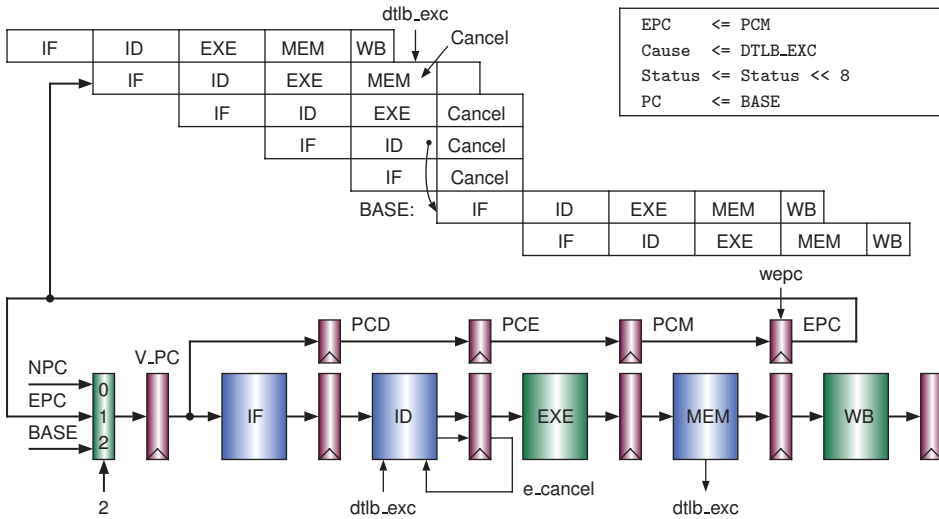 dtlb_exc
Cancel
IF ID EXE MEM WB
IF ID EXE MEM
IF ID EXE Cancel
IF ID Cancel
IF Cancel
BASE: IF ID EXE MEM WB
IF ID EXE MEM WB
EPC <= PCM
Cause <= DTLB_EXC
Status <= Status << 8
PC <= BASE
wepc
PCD PCE PCM EPC
V_PC
NPC
EPC
BASE
0
1
2
IF ID EXE MEM WB
e_cancel
2 dtlb_exc dtlb_exc